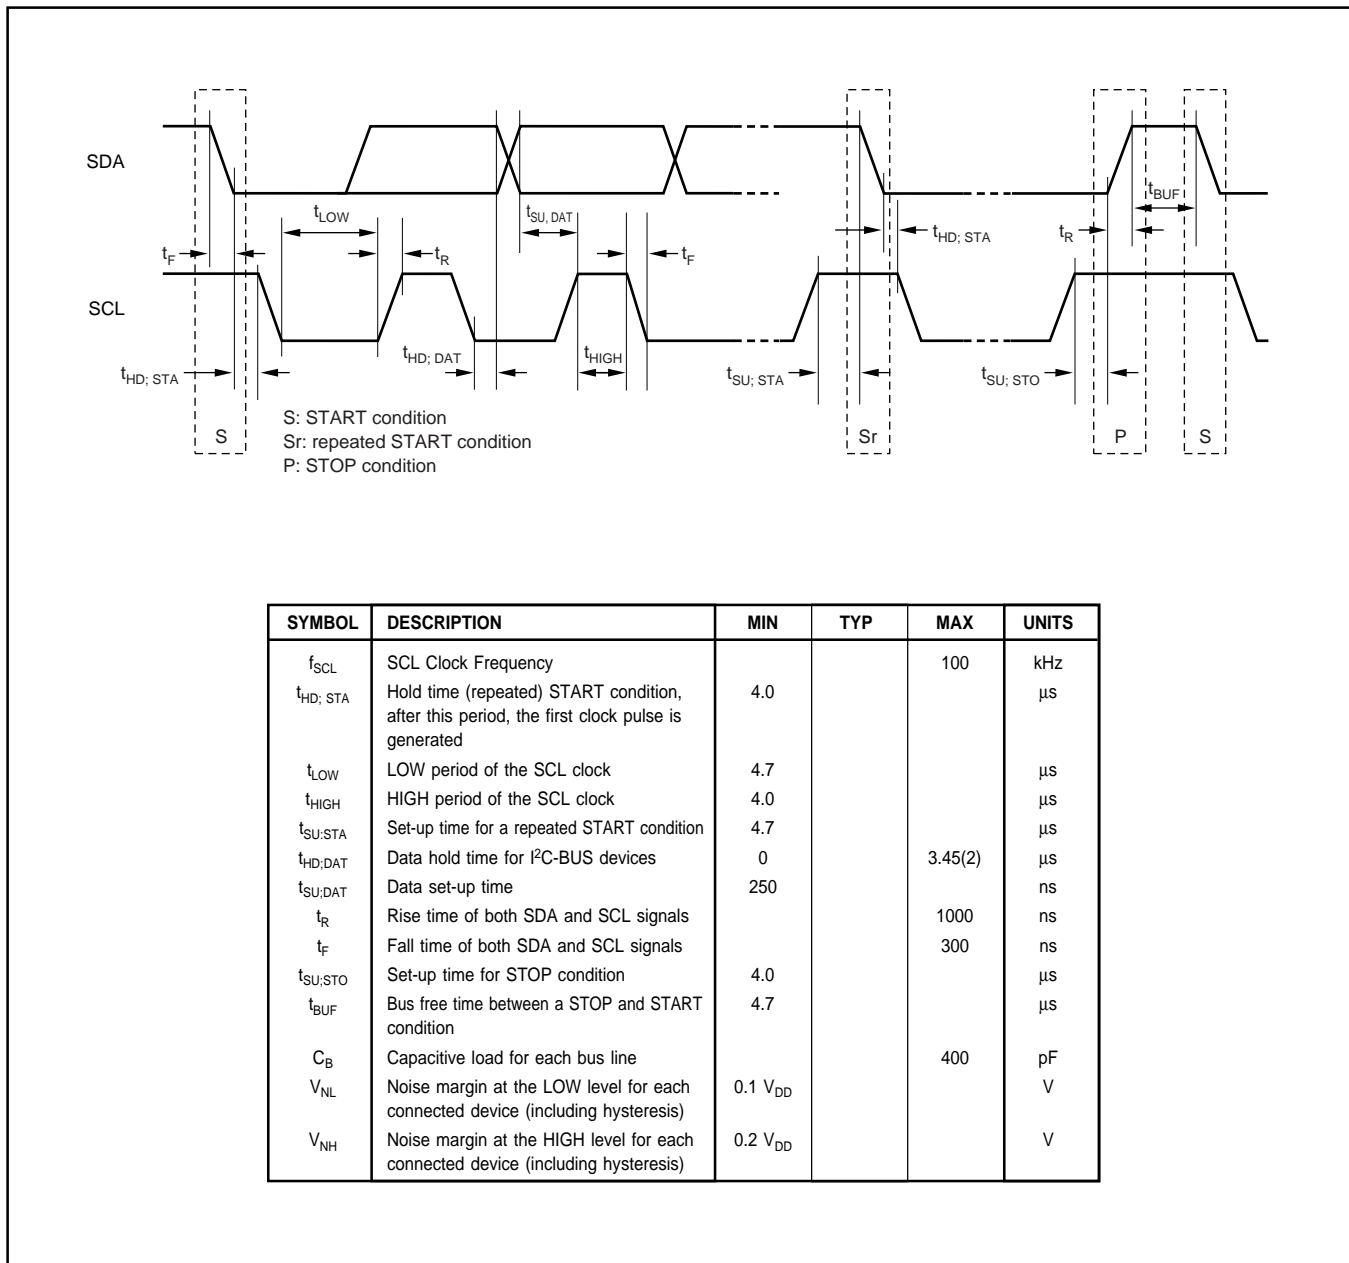 SDA
t_LOW
t_SU, DAT
t_BUF
t_F
t_R
t_F
t_HD; STA
t_R
SCL
t_HD; STA
t_HD; DAT
t_HIGH
t_SU; STA
t_SU; STO
S: START condition
Sr: repeated START condition
P: STOP condition
S
Sr
P
S
SYMBOL DESCRIPTION MIN TYP MAX UNITS
f_SCL SCL Clock Frequency 100 kHz
t_HD; STA Hold time (repeated) START condition, 4.0 μs
after this period, the first clock pulse is
generated
t_LOW LOW period of the SCL clock 4.7 μs
t_HIGH HIGH period of the SCL clock 4.0 μs
t_SU:STA Set-up time for a repeated START condition 4.7 μs
t_HD;DAT Data hold time for I²C-BUS devices 0 3.45(2) μs
t_SU;DAT Data set-up time 250 ns
t_R Rise time of both SDA and SCL signals 1000 ns
t_F Fall time of both SDA and SCL signals 300 ns
t_SU;STO Set-up time for STOP condition 4.0 μs
t_BUF Bus free time between a STOP and START 4.7 μs
condition
C_B Capacitive load for each bus line 400 pF
V_NL Noise margin at the LOW level for each 0.1 V_DD V
connected device (including hysteresis)
V_NH Noise margin at the HIGH level for each 0.2 V_DD V
connected device (including hysteresis)